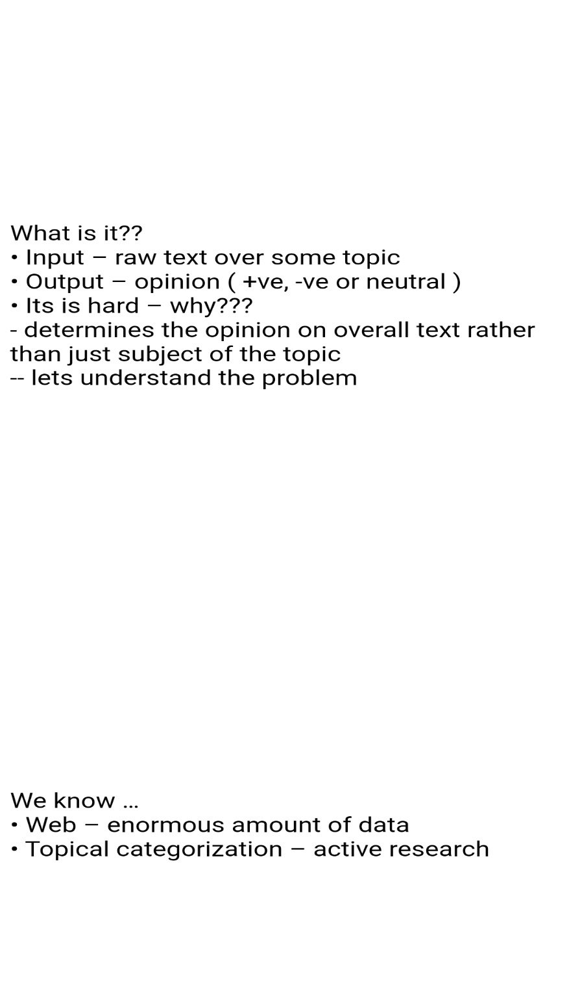 What is it??
• Input – raw text over some topic
• Output – opinion ( +ve, -ve or neutral )
• Its is hard – why???
- determines the opinion on overall text rather
than just subject of the topic
-- lets understand the problem
We know ...
• Web – enormous amount of data
• Topical categorization – active research